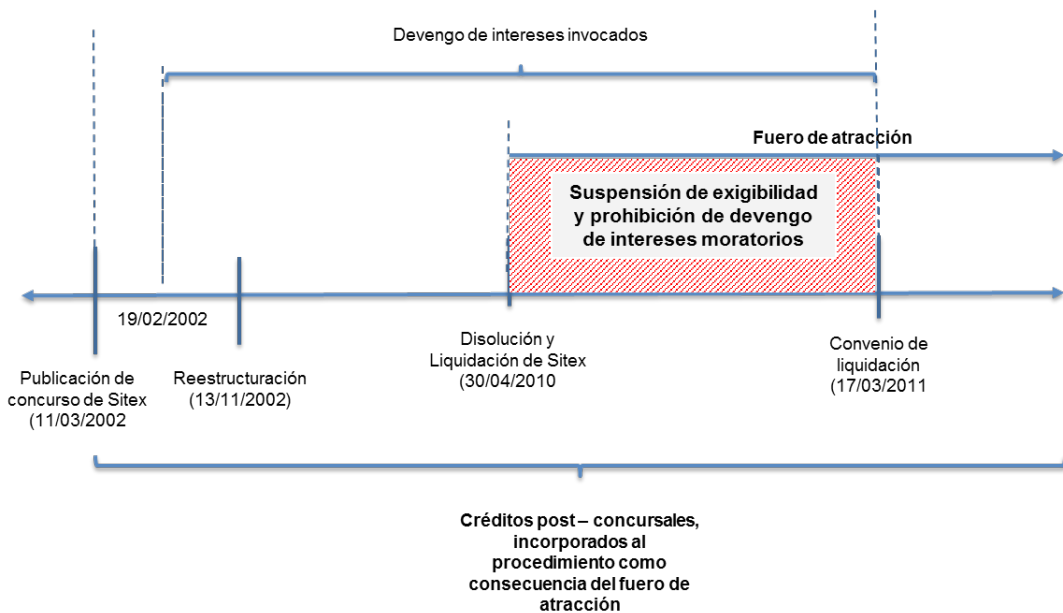 Devengo de intereses invocados
Fuero de atracción
Suspensión de exigibilidad
y prohibición de devengo
de intereses moratorios
19/02/2002
Publicación de
concurso de Sitex
(11/03/2002
Reestructuración
(13/11/2002)
Disolución y
Liquidación de Sitex
(30/04/2010
Convenio de
liquidación
(17/03/2011
Créditos post – concursales,
incorporados al
procedimiento como
consecuencia del fuero de
atracción